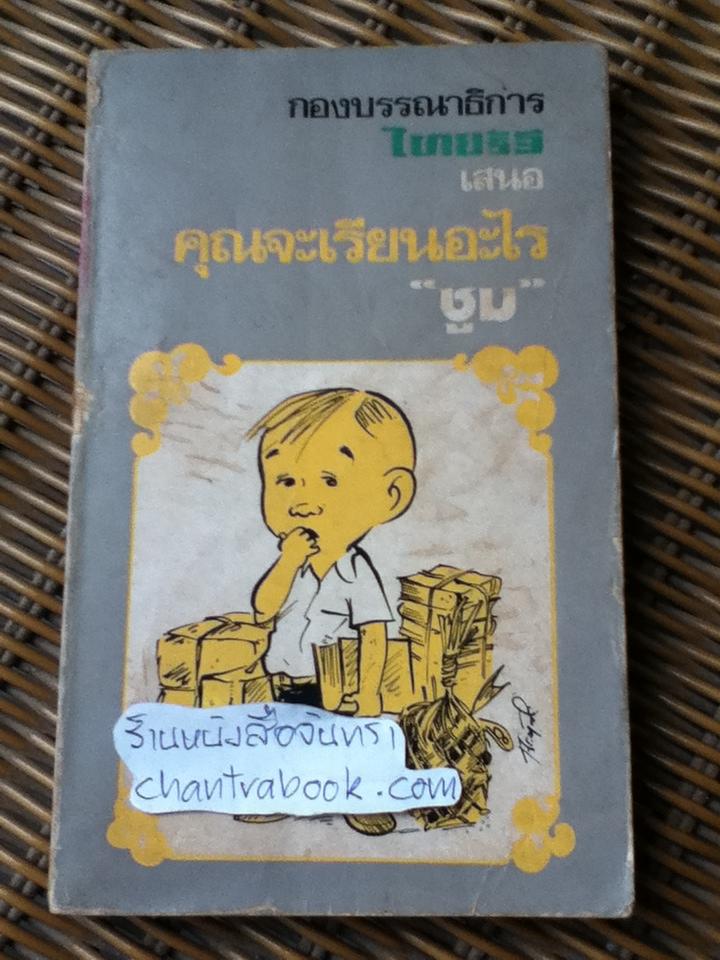 กองบรรณาธิการ
ไทยรัฐ
เสนอ
คุณจะเรียนอะไร
"ซูม"
ร้านหนังสือจันทรา
chantrabook.com